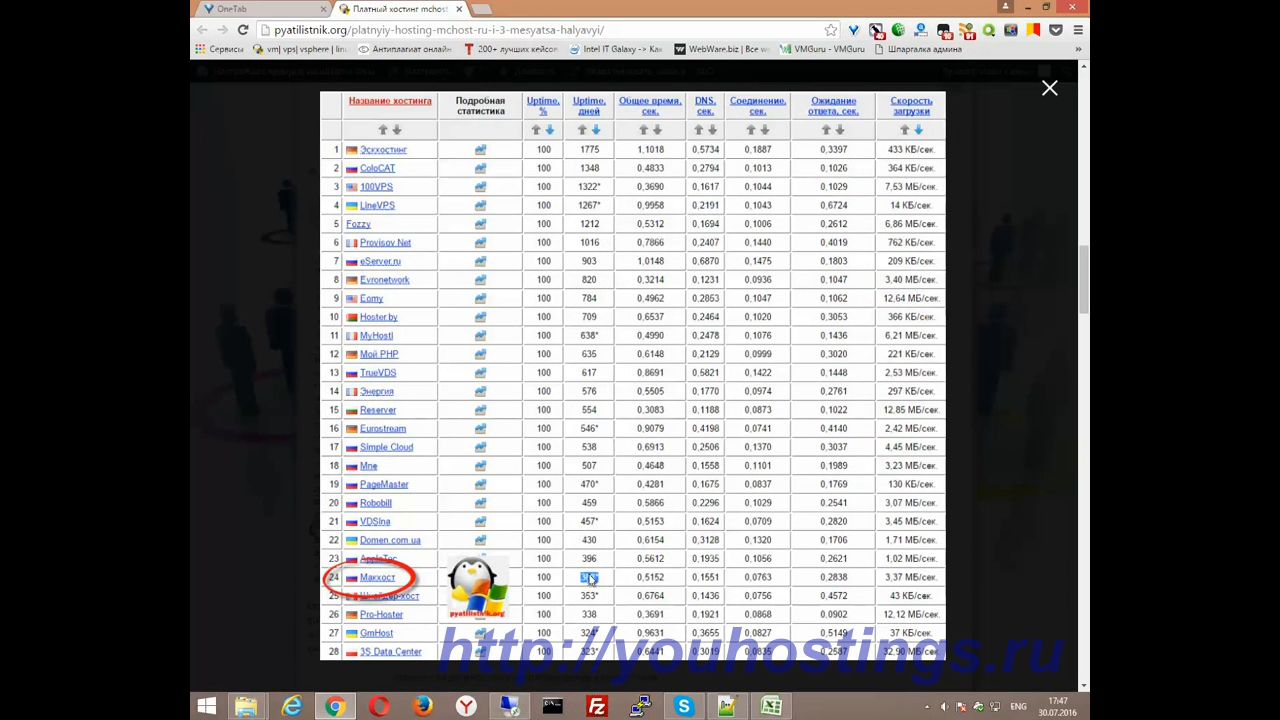 OneTab
Платный хостинг mchost
pyatilistnik.org/platnyiy-hosting-mchost-ru-i-3-mesyatsa-halyavyi/
Сервисы vm| vps| vsphere | linu Антиплагиат онлайн 200+ лучших кейсов Intel IT Galaxy -> Как WebWare.biz | Все we VMGuru - VMGuru Шпаргалка админа
Название хостинга Подробная статистика Uptime, % Uptime, дней Общее время, сек. DNS, сек. Соединение, сек. Ожидание ответа, сек. Скорость загрузки
1 Эскхостинг 100 1775 1,1018 0,5734 0,1887 0,3397 433 КБ/сек.
2 ColoCAT 100 1348 0,4833 0,2794 0,1013 0,1026 364 КБ/сек.
3 100VPS 100 1322* 0,3690 0,1617 0,1044 0,1029 7,53 МБ/сек.
4 LineVPS 100 1267* 0,9958 0,2191 0,1043 0,6724 14 КБ/сек.
5 Fozzy 100 1212 0,5312 0,1694 0,1006 0,2612 6,86 МБ/сек.
6 Provisov Net 100 1016 0,7866 0,2407 0,1440 0,4019 762 КБ/сек.
7 eServer.ru 100 903 1,0148 0,6870 0,1475 0,1803 209 КБ/сек.
8 Evronetwork 100 820 0,3214 0,1231 0,0936 0,1047 3,40 МБ/сек.
9 Eomy 100 784 0,4962 0,2853 0,1047 0,1062 12,64 МБ/сек.
10 Hoster.by 100 709 0,6537 0,2464 0,1020 0,3053 366 КБ/сек.
11 MyHostI 100 638* 0,4990 0,2478 0,1076 0,1436 6,21 МБ/сек.
12 Мой PHP 100 635 0,6148 0,2129 0,0999 0,3020 221 КБ/сек.
13 TrueVDS 100 617 0,8691 0,5821 0,1422 0,1448 2,53 МБ/сек.
14 Энергия 100 576 0,5505 0,1770 0,0974 0,2761 297 КБ/сек.
15 Reserver 100 554 0,3083 0,1188 0,0873 0,1022 12,85 МБ/сек.
16 Eurostream 100 546* 0,9079 0,4198 0,0741 0,4140 2,42 МБ/сек.
17 Simple Cloud 100 538 0,6913 0,2506 0,1370 0,3037 4,45 МБ/сек.
18 Mne 100 507 0,4648 0,1558 0,1101 0,1989 3,23 МБ/сек.
19 PageMaster 100 470* 0,4281 0,1675 0,0837 0,1769 130 КБ/сек.
20 Robobill 100 459 0,5866 0,2296 0,1029 0,2541 3,07 МБ/сек.
21 VDSina 100 457* 0,5153 0,1624 0,0709 0,2820 3,45 МБ/сек.
22 Domen.com.ua 100 430 0,6154 0,3128 0,1320 0,1706 1,71 МБ/сек.
23 AppleTec 100 396 0,5612 0,1935 0,1056 0,2621 1,02 МБ/сек.
24 Макхост 100 0,5152 0,1551 0,0763 0,2838 3,37 МБ/сек.
25 100 353* 0,6764 0,1436 0,0756 0,4572 43 КБ/сек.
pyatilistnik.org
26 Pro-Hoster 100 338 0,3691 0,1921 0,0868 0,0902 12,12 МБ/сек.
27 GmHost 100 324* 0,9631 0,3655 0,0827 0,5149 37 КБ/сек.
28 3S Data Center 100 323* 0,6441 0,3019 0,0835 0,2587 32,90 МБ/сек.
http://youhostings.ru
ENG
17:47
30.07.2016